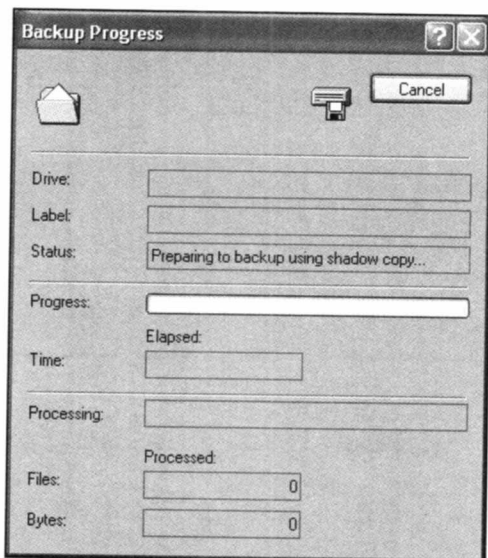 Backup Progress
Cancel
Drive:
Label:
Status: Preparing to backup using shadow copy...
Progress:
Elapsed:
Time:
Processing:
Processed:
Files: 0
Bytes: 0